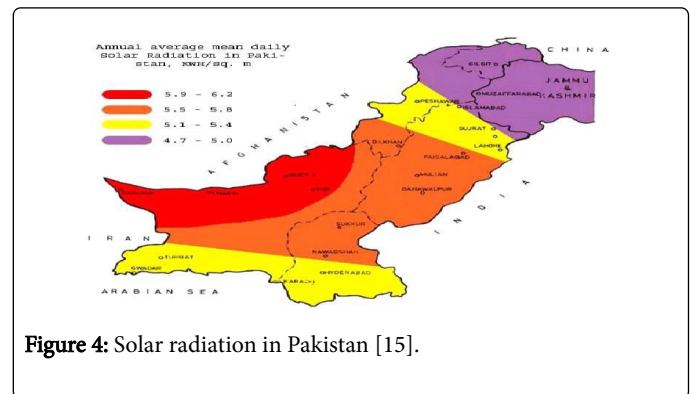 Annual average mean daily
Solar Radiation in Paki-
stan, KWH/sq. m
5.9 - 6.2
5.5 - 5.8
5.1 - 5.4
4.7 - 5.0
CHINA
GILGIT
JAMMU
&
KASHMIR
MUZAFFARABAD
PESHAWAR
ISLAMABAD
AFGHANISTAN
GUJRAT
LAHORE
D.I.KHAN
FAISALABAD
MULTAN
BAHAWALPUR
INDIA
SUKKUR
IRAN
NAWABSHAH
TURBAT
GWADAR
HYDERABAD
KARACHI
ARABIAN SEA
Figure 4: Solar radiation in Pakistan [15].